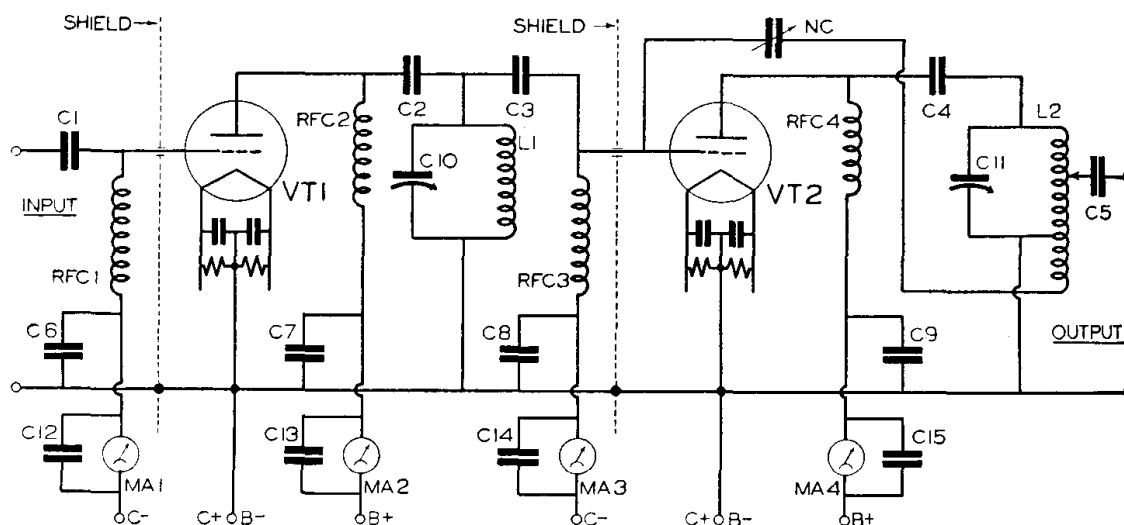 SHIELD
SHIELD
NC
C1
C2
C3
C4
RFC2
L1
RFC4
L2
C10
C11
VT1
VT2
C5
INPUT
RFC1
RFC3
C6
C7
C8
C9
OUTPUT
C12
C13
C14
C15
MA1
MA2
MA3
MA4
C-
C+ B-
B+
C-
C+ B-
B+